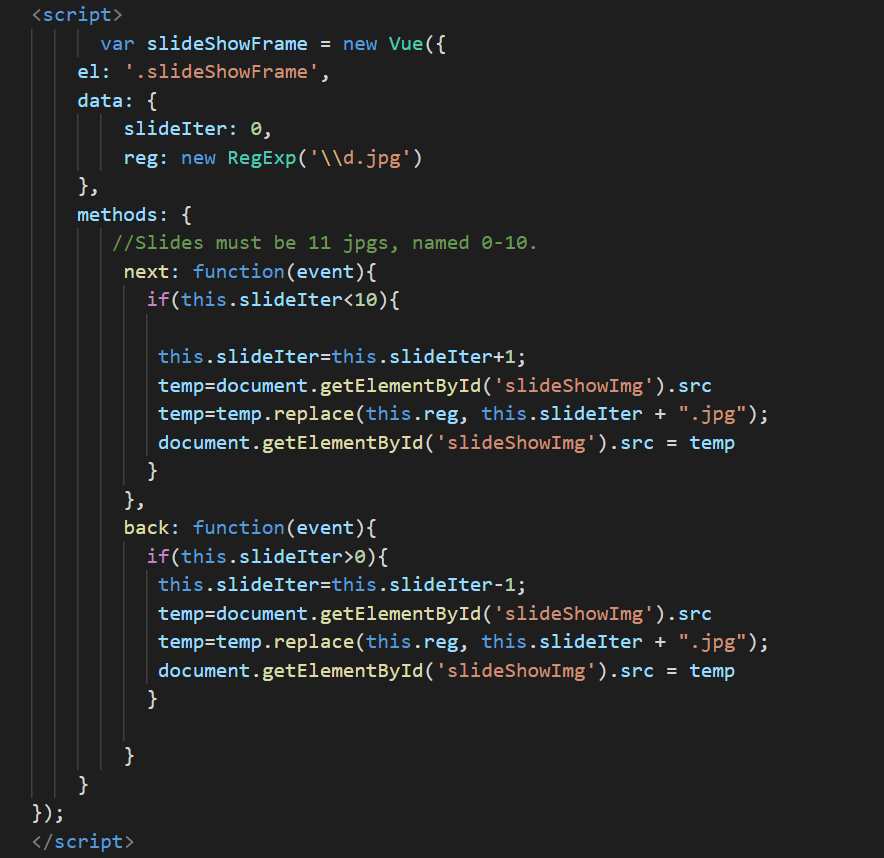 <script>
var slideShowFrame = new Vue({
el: '.slideShowFrame',
data: {
slideIter: 0,
reg: new RegExp('\\d.jpg')
},
methods: {
//Slides must be 11 jpgs, named 0-10.
next: function(event){
if(this.slideIter<10){
this.slideIter=this.slideIter+1;
temp=document.getElementById('slideShowImg').src
temp=temp.replace(this.reg, this.slideIter + ".jpg");
document.getElementById('slideShowImg').src = temp
}
},
back: function(event){
if(this.slideIter>0){
this.slideIter=this.slideIter-1;
temp=document.getElementById('slideShowImg').src
temp=temp.replace(this.reg, this.slideIter + ".jpg");
document.getElementById('slideShowImg').src = temp
}
}
}
});
</script>